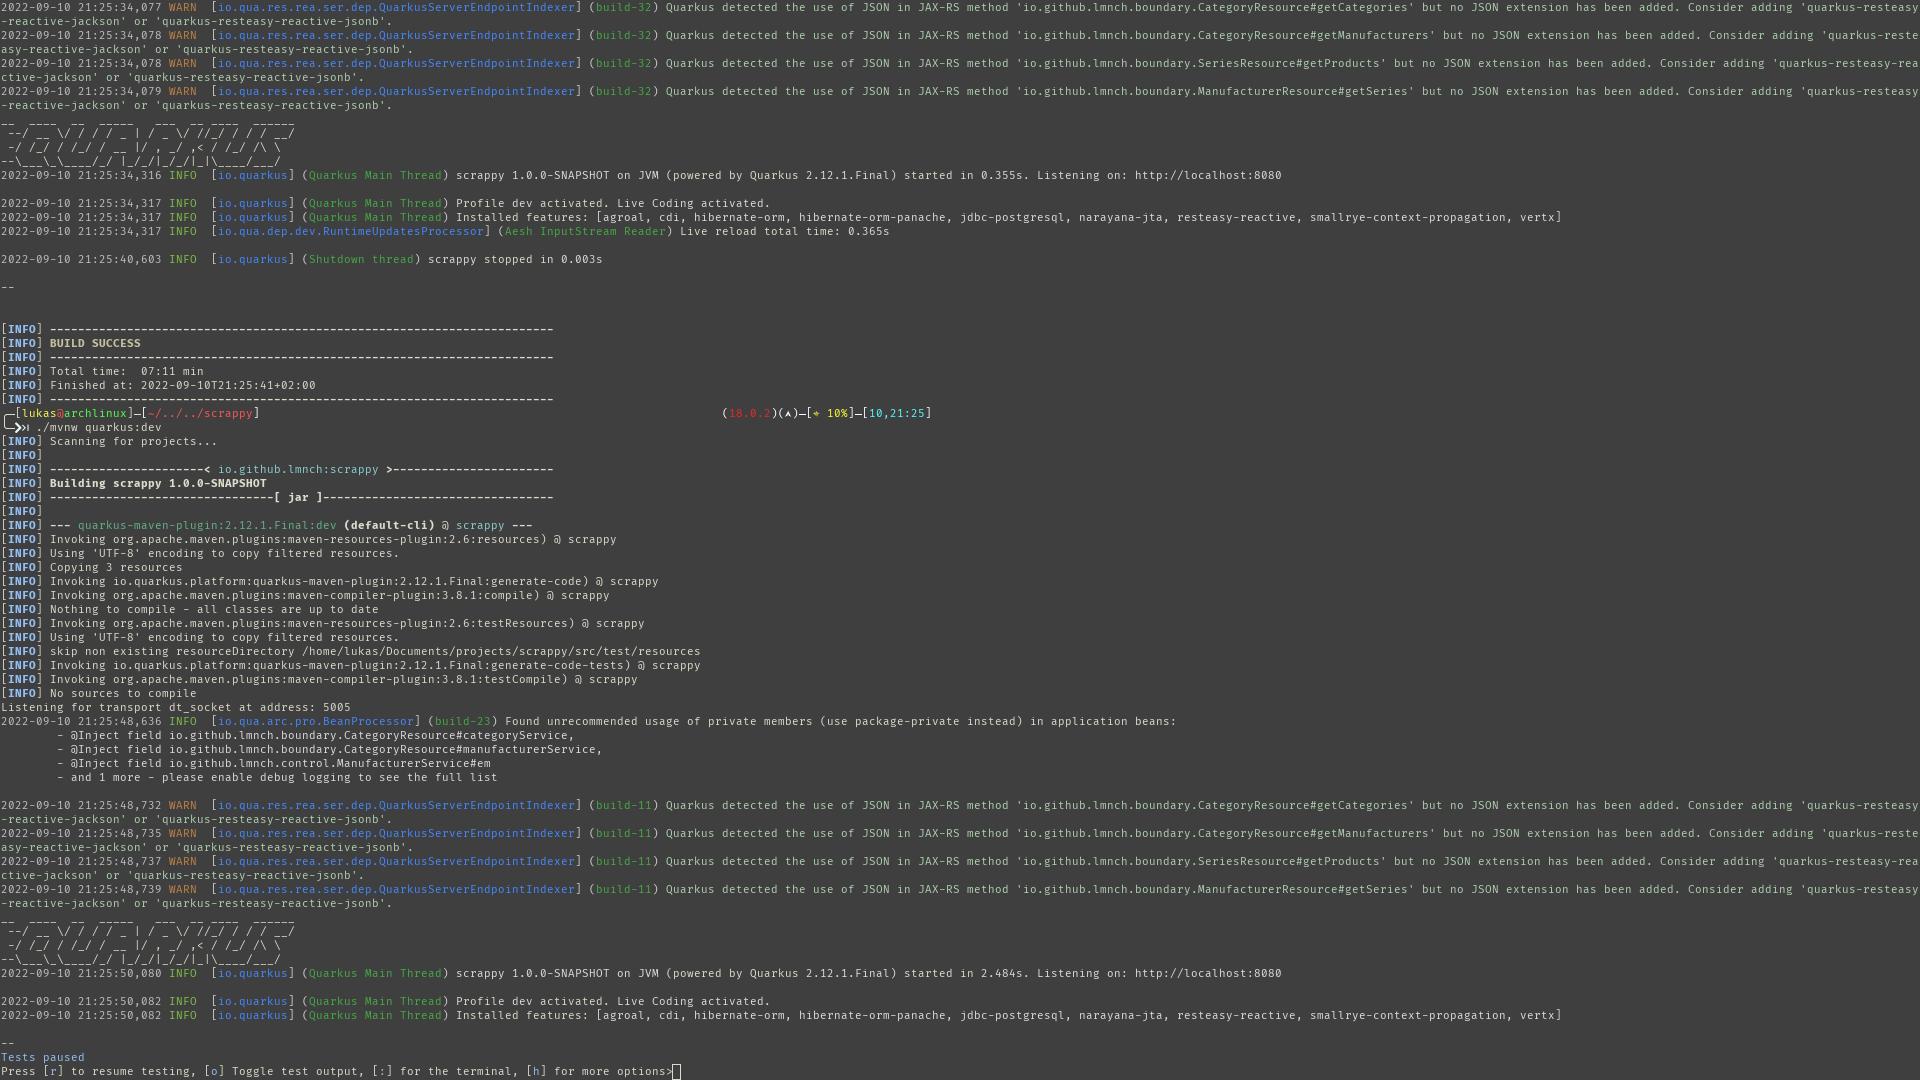 2022-09-10 21:25:34,077 WARN  [io.qua.res.rea.ser.dep.QuarkusServerEndpointIndexer] (build-32) Quarkus detected the use of JSON in JAX-RS method 'io.github.lmnch.boundary.CategoryResource#getCategories' but no JSON extension has been added. Consider adding 'quarkus-resteasy
-reactive-jackson' or 'quarkus-resteasy-reactive-jsonb'.
2022-09-10 21:25:34,078 WARN  [io.qua.res.rea.ser.dep.QuarkusServerEndpointIndexer] (build-32) Quarkus detected the use of JSON in JAX-RS method 'io.github.lmnch.boundary.CategoryResource#getManufacturers' but no JSON extension has been added. Consider adding 'quarkus-reste
asy-reactive-jackson' or 'quarkus-resteasy-reactive-jsonb'.
2022-09-10 21:25:34,078 WARN  [io.qua.res.rea.ser.dep.QuarkusServerEndpointIndexer] (build-32) Quarkus detected the use of JSON in JAX-RS method 'io.github.lmnch.boundary.SeriesResource#getProducts' but no JSON extension has been added. Consider adding 'quarkus-resteasy-rea
ctive-jackson' or 'quarkus-resteasy-reactive-jsonb'.
2022-09-10 21:25:34,079 WARN  [io.qua.res.rea.ser.dep.QuarkusServerEndpointIndexer] (build-32) Quarkus detected the use of JSON in JAX-RS method 'io.github.lmnch.boundary.ManufacturerResource#getSeries' but no JSON extension has been added. Consider adding 'quarkus-resteasy
-reactive-jackson' or 'quarkus-resteasy-reactive-jsonb'.
__  ____  __  _____   ___  __ ____  ______
 --/ __ \/ / / / _ | / _ \/ //_/ / / / __/
 -/ /_/ / /_/ / __ |/ , _/ ,< / /_/ /\ \
--\___\_\____/_/ |_/_/|_/_/|_|\____/___/
2022-09-10 21:25:34,316 INFO  [io.quarkus] (Quarkus Main Thread) scrappy 1.0.0-SNAPSHOT on JVM (powered by Quarkus 2.12.1.Final) started in 0.355s. Listening on: http://localhost:8080
2022-09-10 21:25:34,317 INFO  [io.quarkus] (Quarkus Main Thread) Profile dev activated. Live Coding activated.
2022-09-10 21:25:34,317 INFO  [io.quarkus] (Quarkus Main Thread) Installed features: [agroal, cdi, hibernate-orm, hibernate-orm-panache, jdbc-postgresql, narayana-jta, resteasy-reactive, smallrye-context-propagation, vertx]
2022-09-10 21:25:34,317 INFO  [io.qua.dep.dev.RuntimeUpdatesProcessor] (Aesh InputStream Reader) Live reload total time: 0.365s
2022-09-10 21:25:40,603 INFO  [io.quarkus] (Shutdown thread) scrappy stopped in 0.003s
--
[INFO] ------------------------------------------------------------------------
[INFO] BUILD SUCCESS
[INFO] ------------------------------------------------------------------------
[INFO] Total time:  07:11 min
[INFO] Finished at: 2022-09-10T21:25:41+02:00
[INFO] ------------------------------------------------------------------------
[lukas@archlinux]—[~/../../scrappy] (18.0.2)(⮝)—[⌁ 10%]—[10,21:25]
./mvnw quarkus:dev
[INFO] Scanning for projects...
[INFO]
[INFO] ----------------------< io.github.lmnch:scrappy >-----------------------
[INFO] Building scrappy 1.0.0-SNAPSHOT
[INFO] --------------------------------[ jar ]---------------------------------
[INFO]
[INFO] --- quarkus-maven-plugin:2.12.1.Final:dev (default-cli) @ scrappy ---
[INFO] Invoking org.apache.maven.plugins:maven-resources-plugin:2.6:resources) @ scrappy
[INFO] Using 'UTF-8' encoding to copy filtered resources.
[INFO] Copying 3 resources
[INFO] Invoking io.quarkus.platform:quarkus-maven-plugin:2.12.1.Final:generate-code) @ scrappy
[INFO] Invoking org.apache.maven.plugins:maven-compiler-plugin:3.8.1:compile) @ scrappy
[INFO] Nothing to compile - all classes are up to date
[INFO] Invoking org.apache.maven.plugins:maven-resources-plugin:2.6:testResources) @ scrappy
[INFO] Using 'UTF-8' encoding to copy filtered resources.
[INFO] skip non existing resourceDirectory /home/lukas/Documents/projects/scrappy/src/test/resources
[INFO] Invoking io.quarkus.platform:quarkus-maven-plugin:2.12.1.Final:generate-code-tests) @ scrappy
[INFO] Invoking org.apache.maven.plugins:maven-compiler-plugin:3.8.1:testCompile) @ scrappy
[INFO] No sources to compile
Listening for transport dt_socket at address: 5005
2022-09-10 21:25:48,636 INFO  [io.qua.arc.pro.BeanProcessor] (build-23) Found unrecommended usage of private members (use package-private instead) in application beans:
        - @Inject field io.github.lmnch.boundary.CategoryResource#categoryService,
        - @Inject field io.github.lmnch.boundary.CategoryResource#manufacturerService,
        - @Inject field io.github.lmnch.control.ManufacturerService#em
        - and 1 more - please enable debug logging to see the full list
2022-09-10 21:25:48,732 WARN  [io.qua.res.rea.ser.dep.QuarkusServerEndpointIndexer] (build-11) Quarkus detected the use of JSON in JAX-RS method 'io.github.lmnch.boundary.CategoryResource#getCategories' but no JSON extension has been added. Consider adding 'quarkus-resteasy
-reactive-jackson' or 'quarkus-resteasy-reactive-jsonb'.
2022-09-10 21:25:48,735 WARN  [io.qua.res.rea.ser.dep.QuarkusServerEndpointIndexer] (build-11) Quarkus detected the use of JSON in JAX-RS method 'io.github.lmnch.boundary.CategoryResource#getManufacturers' but no JSON extension has been added. Consider adding 'quarkus-reste
asy-reactive-jackson' or 'quarkus-resteasy-reactive-jsonb'.
2022-09-10 21:25:48,737 WARN  [io.qua.res.rea.ser.dep.QuarkusServerEndpointIndexer] (build-11) Quarkus detected the use of JSON in JAX-RS method 'io.github.lmnch.boundary.SeriesResource#getProducts' but no JSON extension has been added. Consider adding 'quarkus-resteasy-rea
ctive-jackson' or 'quarkus-resteasy-reactive-jsonb'.
2022-09-10 21:25:48,739 WARN  [io.qua.res.rea.ser.dep.QuarkusServerEndpointIndexer] (build-11) Quarkus detected the use of JSON in JAX-RS method 'io.github.lmnch.boundary.ManufacturerResource#getSeries' but no JSON extension has been added. Consider adding 'quarkus-resteasy
-reactive-jackson' or 'quarkus-resteasy-reactive-jsonb'.
__  ____  __  _____   ___  __ ____  ______
 --/ __ \/ / / / _ | / _ \/ //_/ / / / __/
 -/ /_/ / /_/ / __ |/ , _/ ,< / /_/ /\ \
--\___\_\____/_/ |_/_/|_/_/|_|\____/___/
2022-09-10 21:25:50,080 INFO  [io.quarkus] (Quarkus Main Thread) scrappy 1.0.0-SNAPSHOT on JVM (powered by Quarkus 2.12.1.Final) started in 2.484s. Listening on: http://localhost:8080
2022-09-10 21:25:50,082 INFO  [io.quarkus] (Quarkus Main Thread) Profile dev activated. Live Coding activated.
2022-09-10 21:25:50,082 INFO  [io.quarkus] (Quarkus Main Thread) Installed features: [agroal, cdi, hibernate-orm, hibernate-orm-panache, jdbc-postgresql, narayana-jta, resteasy-reactive, smallrye-context-propagation, vertx]
--
Tests paused
Press [r] to resume testing, [o] Toggle test output, [:] for the terminal, [h] for more options>